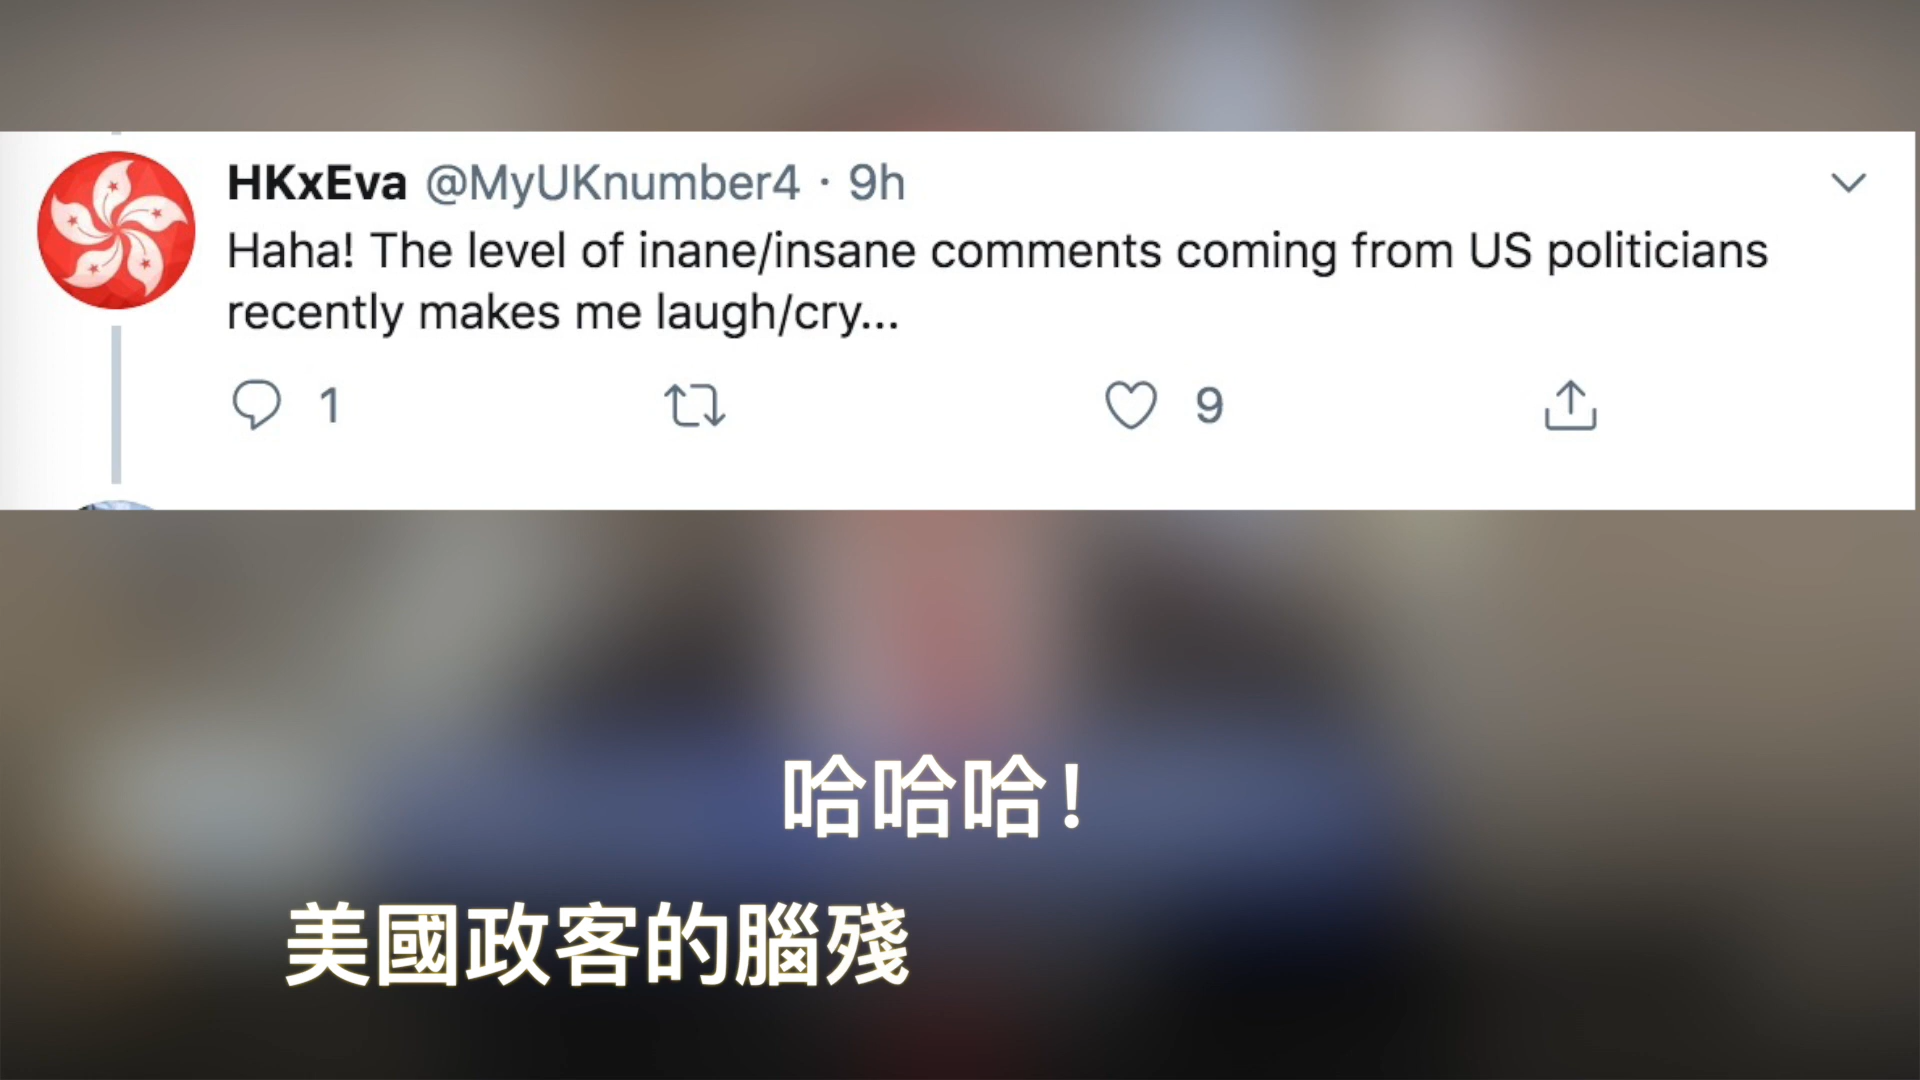 HKxEva @MyUKnumber4 · 9h
Haha! The level of inane/insane comments coming from US politicians
recently makes me laugh/cry...
1 9
哈哈哈！
美國政客的腦殘